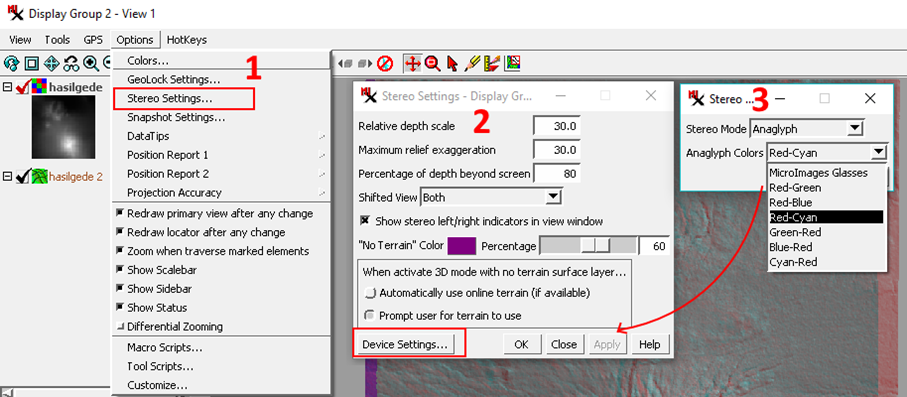 Display Group 2 - View 1
View Tools GPS Options HotKeys
hasilgede
hasilgede 2
1
Colors...
GeoLock Settings...
Stereo Settings...
Snapshot Settings...
DataTips
Position Report 1
Position Report 2
Projection Accuracy
Redraw primary view after any change
Redraw locator after any change
Zoom when traverse marked elements
Show Scalebar
Show Sidebar
Show Status
Differential Zooming
Macro Scripts...
Tool Scripts...
Customize...
Stereo Settings - Display Gr...
2
Relative depth scale 30.0
Maximum relief exaggeration 30.0
Percentage of depth beyond screen 80
Shifted View Both
Show stereo left/right indicators in view window
"No Terrain" Color Percentage 60
When activate 3D mode with no terrain surface layer...
Automatically use online terrain (if available)
Prompt user for terrain to use
Device Settings... OK Close Apply Help
Stereo ...
3
Stereo Mode Anaglyph
Anaglyph Colors Red-Cyan
MicroImages Glasses
Red-Green
Red-Blue
Red-Cyan
Green-Red
Blue-Red
Cyan-Red